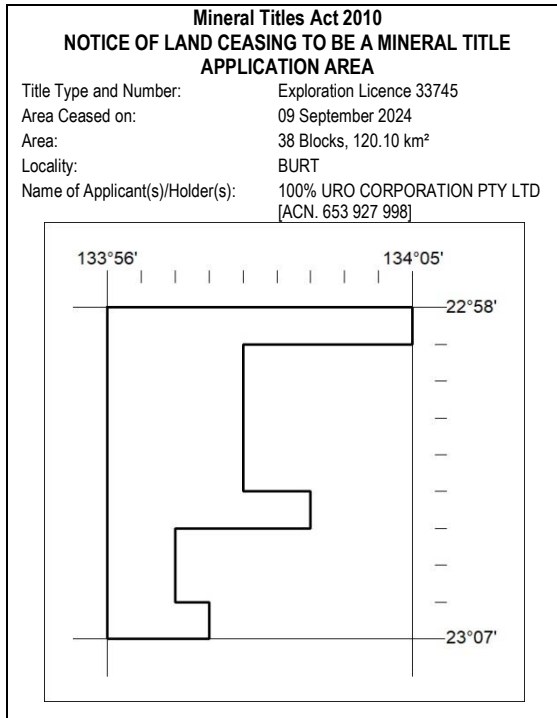 Mineral Titles Act 2010
NOTICE OF LAND CEASING TO BE A MINERAL TITLE
APPLICATION AREA
Title Type and Number: Exploration Licence 33745
Area Ceased on: 09 September 2024
Area: 38 Blocks, 120.10 km²
Locality: BURT
Name of Applicant(s)/Holder(s): 100% URO CORPORATION PTY LTD
[ACN. 653 927 998]
133°56' 134°05'
22°58'
23°07'